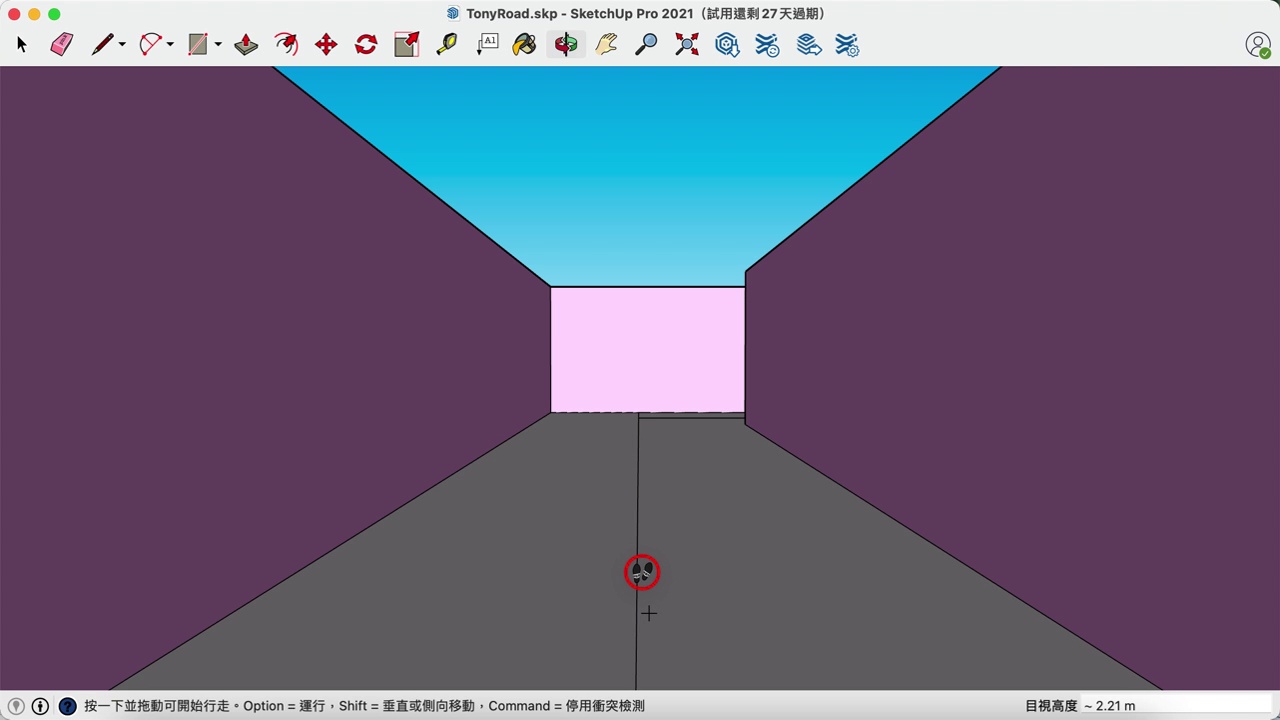 TonyRoad.skp - SketchUp Pro 2021（試用還剩 27 天過期）
A1
按一下並拖動可開始行走。Option = 運行，Shift = 垂直或側向移動，Command = 停用衝突檢測
目視高度 ~ 2.21 m